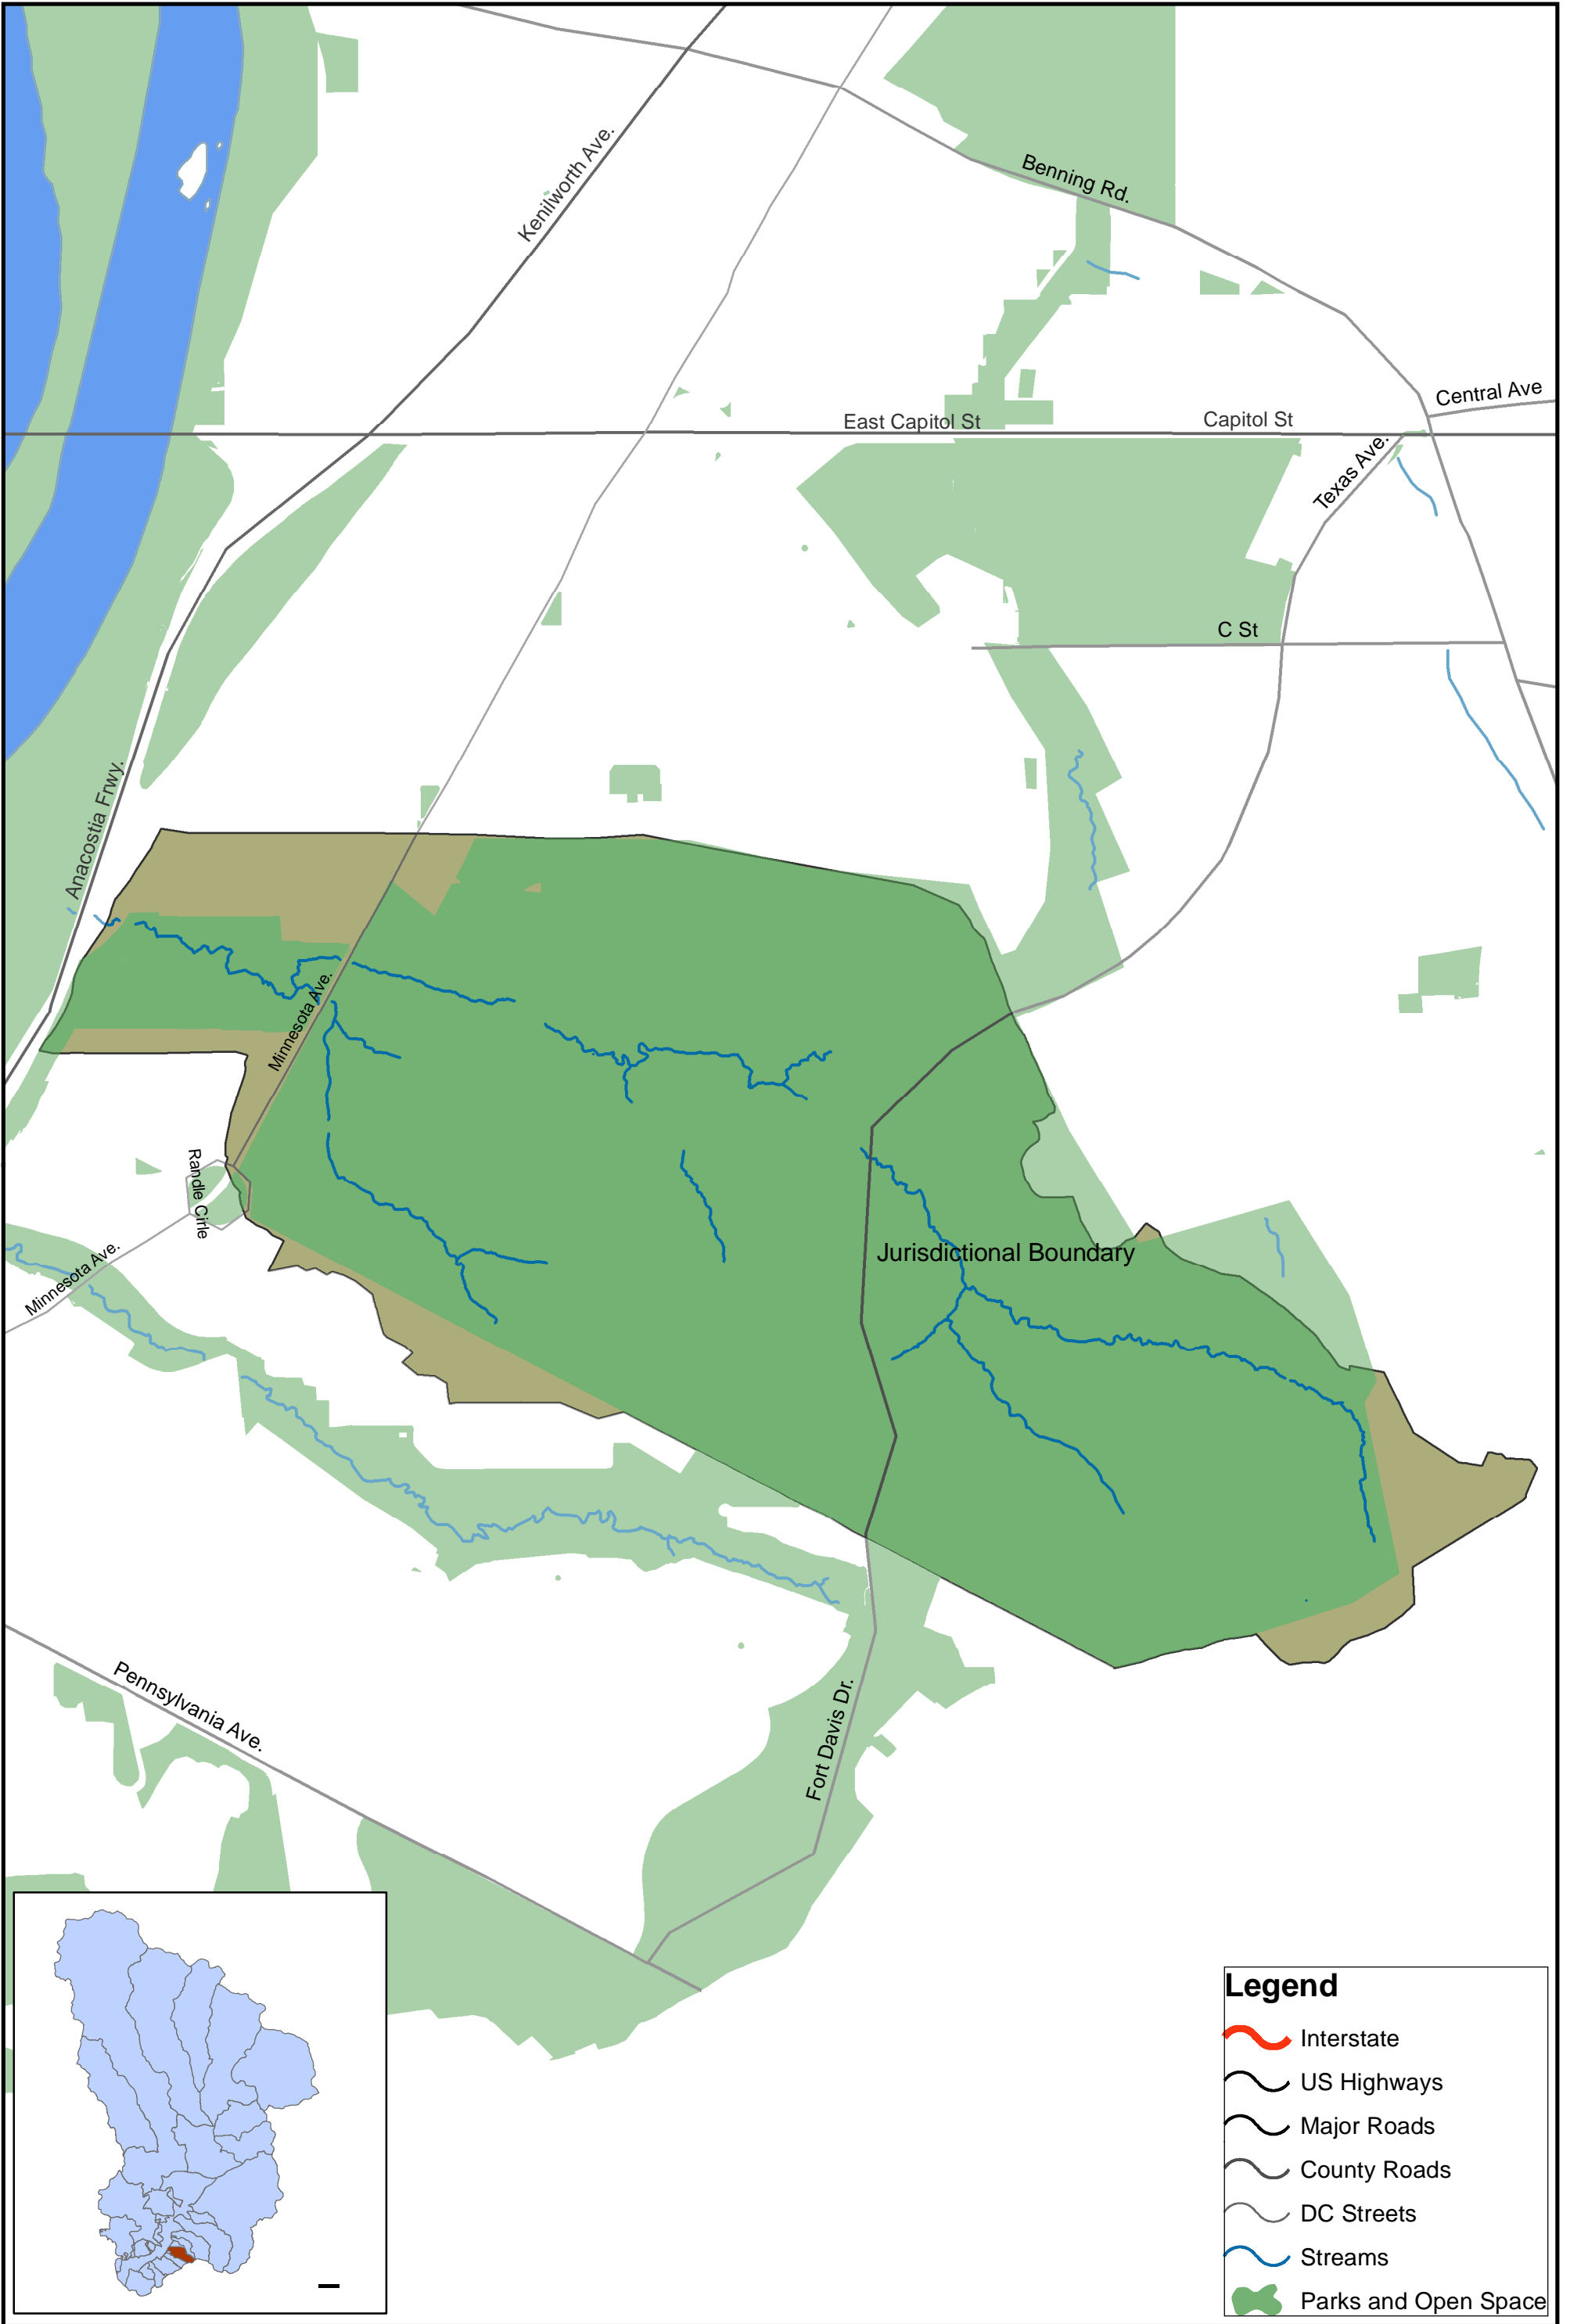 Kenilworth Ave.
Benning Rd.
Central Ave
East Capitol St
Capitol St
Texas Ave.
C St
Anacostia Frwy.
Minnesota Ave.
Randle Cirle
Jurisdictional Boundary
Minnesota Ave.
Pennsylvania Ave.
Fort Davis Dr.
Legend
Interstate
US Highways
Major Roads
County Roads
DC Streets
Streams
Parks and Open Space